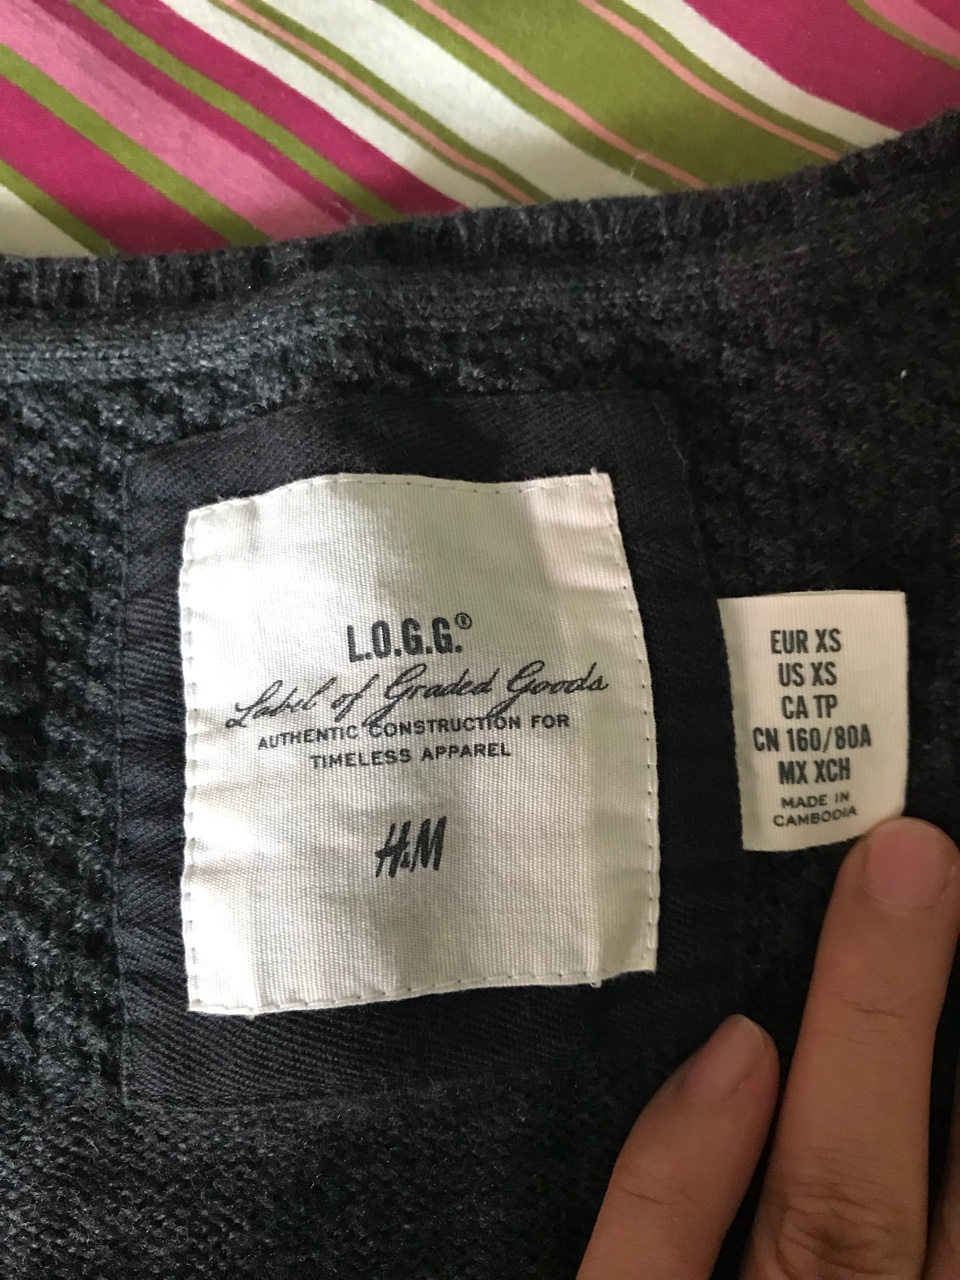 L.O.G.G.®
Label of Graded Goods
AUTHENTIC CONSTRUCTION FOR
TIMELESS APPAREL
H&M
EUR XS
US XS
CA TP
CN 160/80A
MX XCH
MADE IN
CAMBODIA